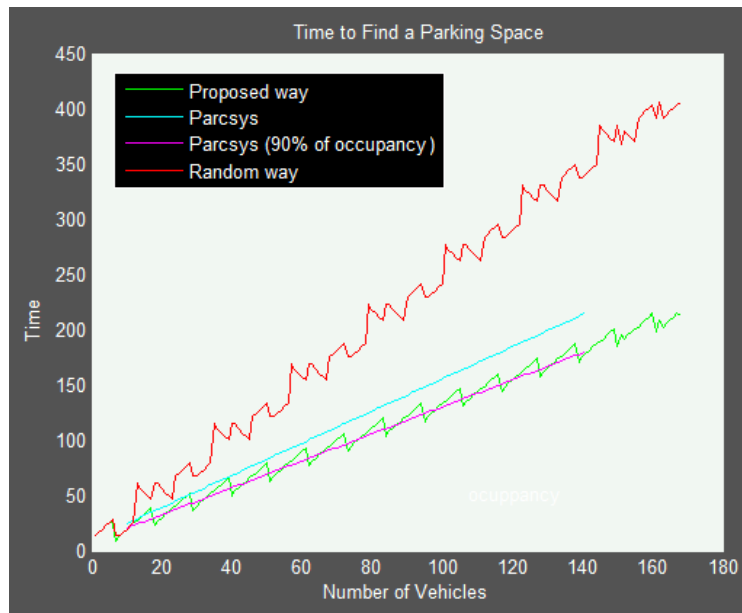 Time to Find a Parking Space
450
400
350
300
250
200
150
100
50
0
Proposed way
Parcsys
Parcsys (90% of occupancy)
Random way
Time
ocuppancy
0 20 40 60 80 100 120 140 160 180
Number of Vehicles